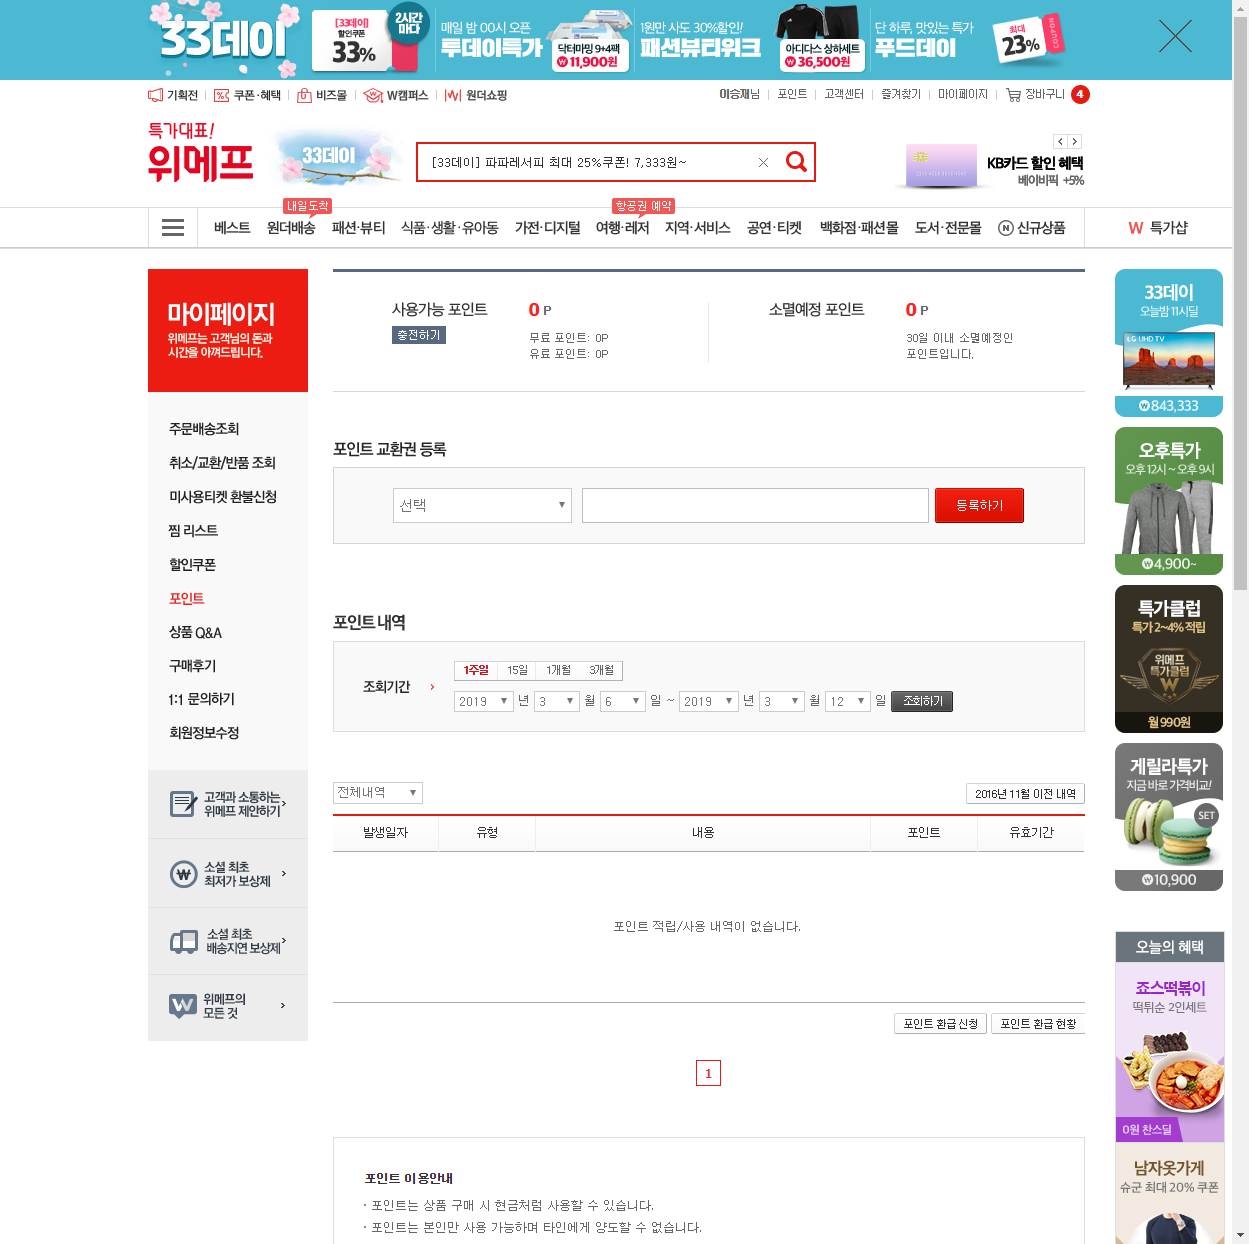 33데이
[33데이]
할인쿠폰
33%
2시간
마다
매일 밤 00시 오픈
투데이특가
닥터마밍 9+4팩
11,900원
1원만 사도 30%할인!
패션뷰티위크
아디다스 상하세트
36,500원
단 하루, 맛있는 특가
푸드데이
최대
23%
COUPON
기획전
쿠폰·혜택
비즈몰
W캠퍼스
원더쇼핑
이승재님
포인트
고객센터
즐겨찾기
마이페이지
장바구니
4
특가대표!
위메프
33데이
[33데이] 파파레서피 최대 25%쿠폰! 7,333원~
KB카드 할인 혜택
베이비픽 +5%
내일도착
항공권 예약
베스트
원더배송
패션·뷰티
식품·생활·유아동
가전·디지털
여행·레저
지역·서비스
공연·티켓
백화점·패션몰
도서·전문몰
N 신규상품
W 특가샵
마이페이지
위메프는 고객님의 돈과
시간을 아껴드립니다.
주문배송조회
취소/교환/반품 조회
미사용티켓 환불신청
찜 리스트
할인쿠폰
포인트
상품 Q&A
구매후기
1:1 문의하기
회원정보수정
고객과 소통하는
위메프 제안하기
소셜 최초
최저가 보상제
소셜 최초
배송지연 보상제
위메프의
모든 것
사용가능 포인트
0 P
충전하기
무료 포인트: 0P
유료 포인트: 0P
소멸예정 포인트
0 P
30일 이내 소멸예정인
포인트입니다.
포인트 교환권 등록
선택
등록하기
포인트 내역
조회기간
1주일 15일 1개월 3개월
2019 년 3 월 6 일 ~ 2019 년 3 월 12 일 조회하기
전체내역
2016년 11월 이전 내역
발생일자 유형 내용 포인트 유효기간
포인트 적립/사용 내역이 없습니다.
포인트 환급 신청
포인트 환급 현황
1
포인트 이용안내
· 포인트는 상품 구매 시 현금처럼 사용할 수 있습니다.
· 포인트는 본인만 사용 가능하며 타인에게 양도할 수 없습니다.
33데이
오늘밤 11시딜
LG UHD TV
843,333
오후특가
오후 12시 ~ 오후 9시
4,900~
특가클럽
특가 2~4% 적립
위메프
특가클럽
W
월 990원
게릴라특가
지금 바로 가격비교!
SET
10,900
오늘의 혜택
죠스떡볶이
떡튀순 2인세트
0원 찬스딜
남자옷가게
슈군 최대 20% 쿠폰